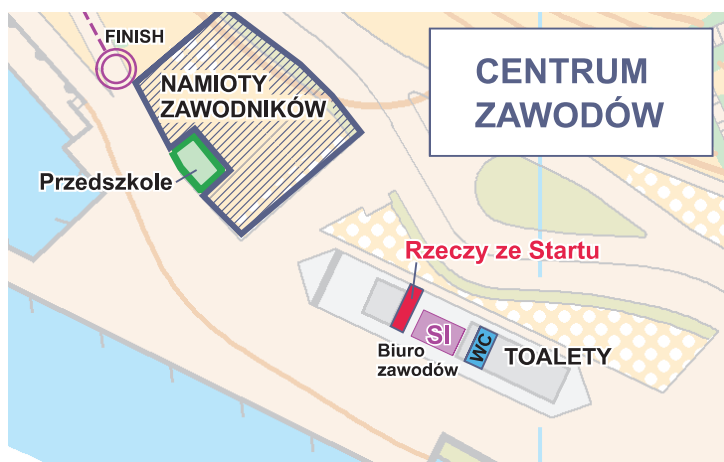 FINISH
NAMIOTY
ZAWODNIKÓW
CENTRUM
ZAWODÓW
Przedszkole
Rzeczy ze Startu
SI
Biuro
zawodów
WC
TOALETY